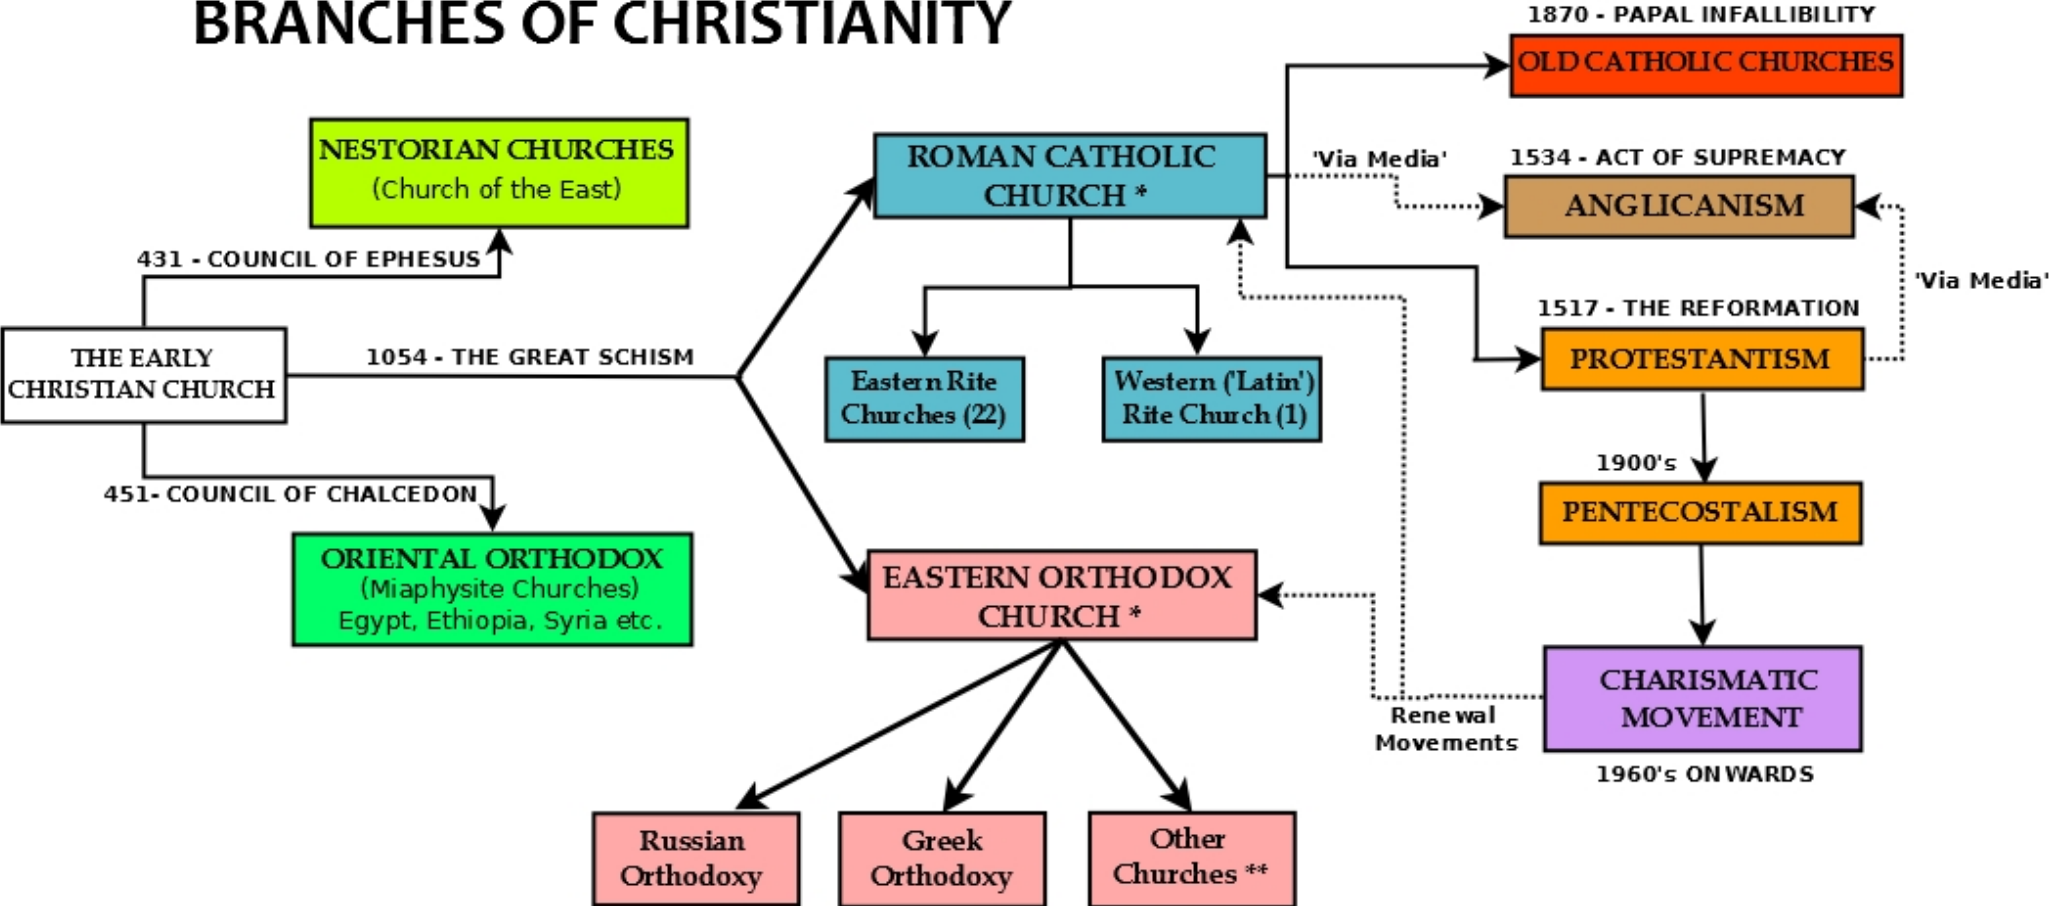 BRANCHES OF CHRISTIANITY
1870 - PAPAL INFALLIBILITY
OLD CATHOLIC CHURCHES
NESTORIAN CHURCHES
(Church of the East)
ROMAN CATHOLIC
CHURCH *
'Via Media'
1534 - ACT OF SUPREMACY
ANGLICANISM
431 - COUNCIL OF EPHESUS
'Via Media'
1517 - THE REFORMATION
PROTESTANTISM
THE EARLY
CHRISTIAN CHURCH
1054 - THE GREAT SCHISM
Eastern Rite
Churches (22)
Western ('Latin')
Rite Church (1)
1900's
PENTECOSTALISM
451- COUNCIL OF CHALCEDON
ORIENTAL ORTHODOX
(Miaphysite Churches)
Egypt, Ethiopia, Syria etc.
EASTERN ORTHODOX
CHURCH *
CHARISMATIC
MOVEMENT
Renewal
Movements
1960's ONWARDS
Russian
Orthodoxy
Greek
Orthodoxy
Other
Churches **